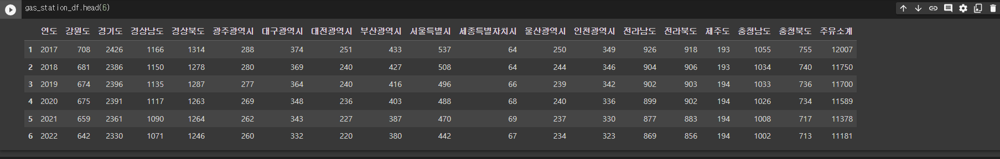 gas_station_df.head(6)
연도 강원도 경기도 경상남도 경상북도 광주광역시 대구광역시 대전광역시 부산광역시 서울특별시 세종특별자치시 울산광역시 인천광역시 전라남도 전라북도 제주도 충청남도 충청북도 주유소계
1 2017 708 2426 1166 1314 288 374 251 433 537 64 250 349 926 918 193 1055 755 12007
2 2018 681 2386 1150 1278 280 369 240 427 508 64 244 346 904 906 193 1034 740 11750
3 2019 674 2396 1135 1287 277 364 240 416 496 66 239 342 902 903 194 1033 736 11700
4 2020 675 2391 1117 1263 269 348 236 403 488 68 240 336 899 902 194 1026 734 11589
5 2021 659 2361 1090 1264 262 343 227 387 470 69 237 330 877 883 194 1008 717 11378
6 2022 642 2330 1071 1246 260 332 220 380 442 67 234 323 869 856 194 1002 713 11181